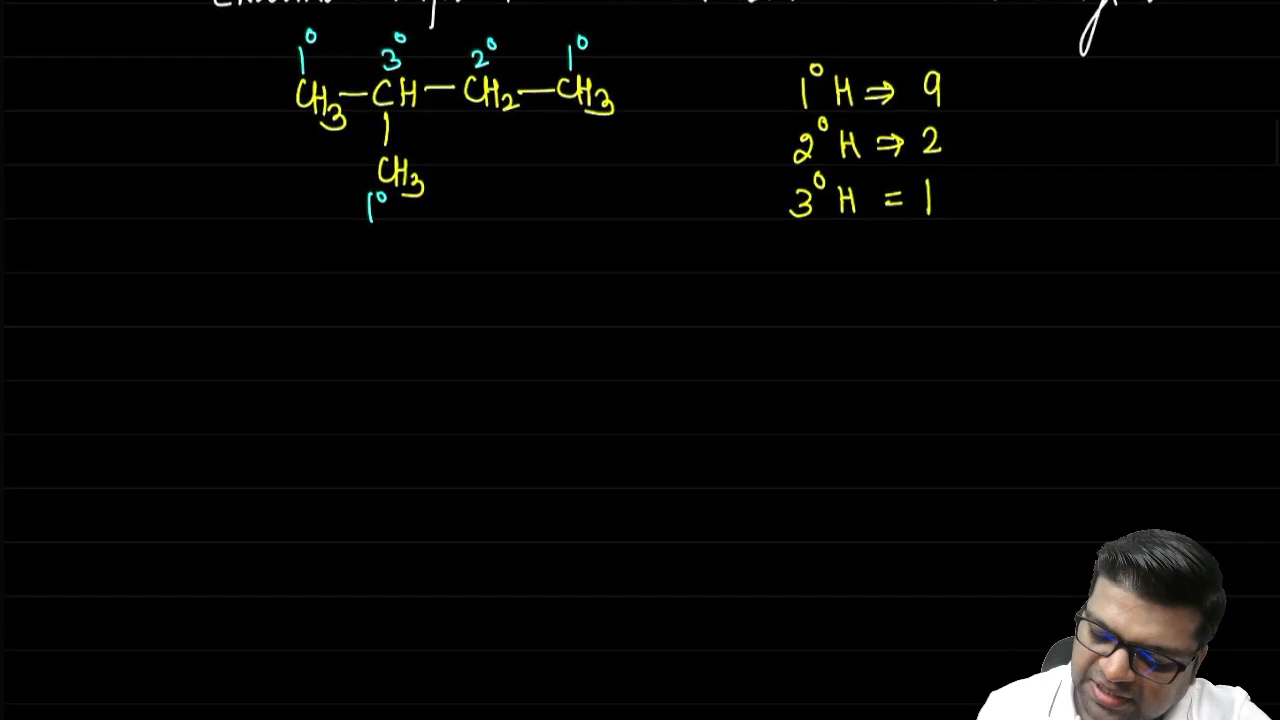 1° 3° 2° 1°
CH3—CH—CH2—CH3
|
CH3
1°
1°H ⇒ 9
2°H ⇒ 2
3°H = 1